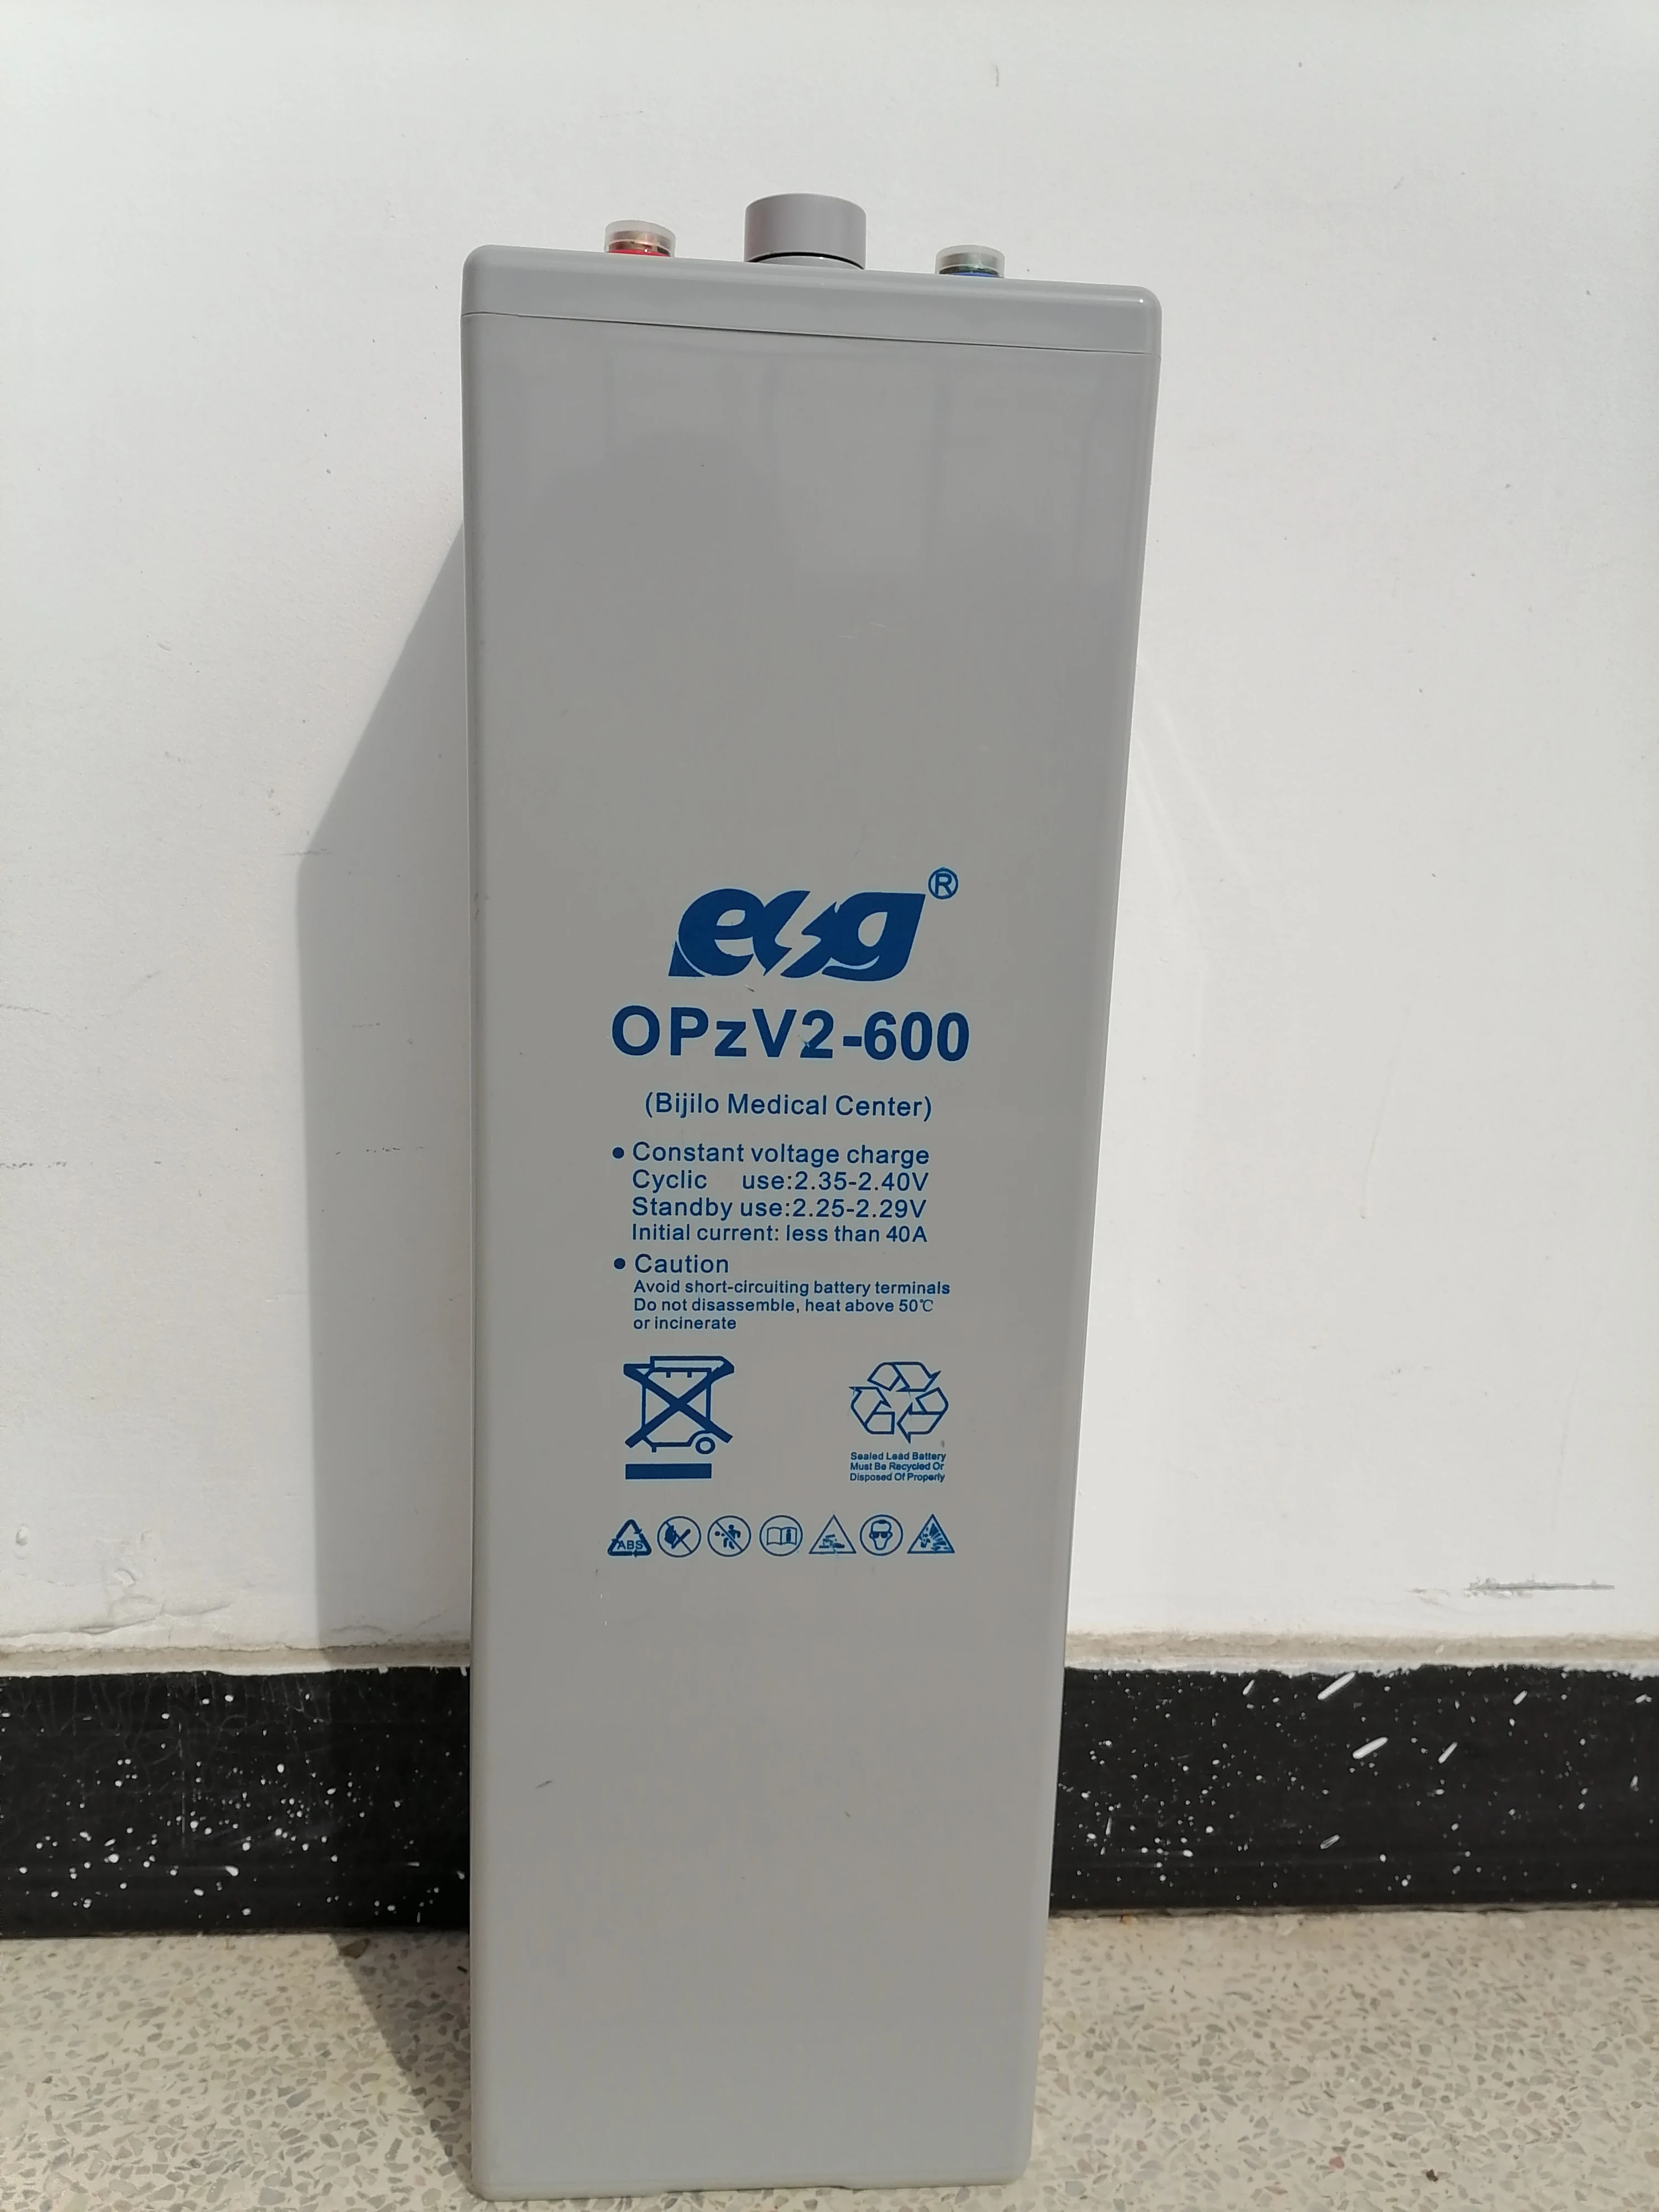 esg®
OPzV2-600
(Bijilo Medical Center)
● Constant voltage charge
Cyclic use:2.35-2.40V
Standby use:2.25-2.29V
Initial current: less than 40A
● Caution
Avoid short-circuiting battery terminals
Do not disassemble, heat above 50℃
or incinerate
Sealed Lead Battery
Must Be Recycled Or
Disposed Of Properly
ABS